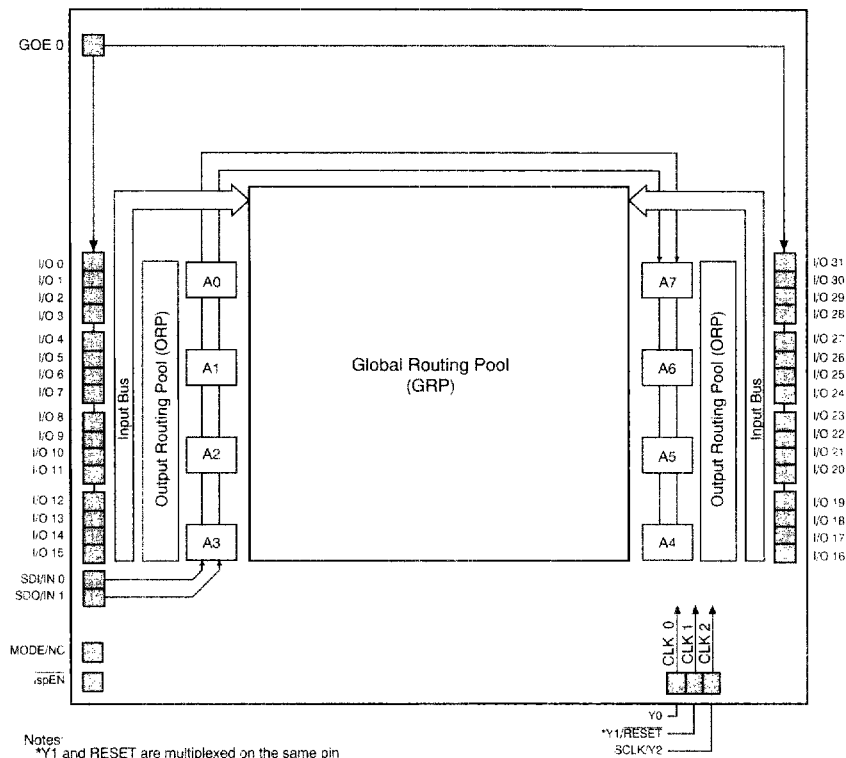 GOE 0
I/O 0
I/O 1
I/O 2
I/O 3
I/O 4
I/O 5
I/O 6
I/O 7
I/O 8
I/O 9
I/O 10
I/O 11
I/O 12
I/O 13
I/O 14
I/O 15
SDI/IN 0
SDO/IN 1
MODE/NC
ispEN
Input Bus
Output Routing Pool (ORP)
A0
A1
A2
A3
Global Routing Pool
(GRP)
A7
A6
A5
A4
Output Routing Pool (ORP)
Input Bus
I/O 31
I/O 30
I/O 29
I/O 28
I/O 27
I/O 26
I/O 25
I/O 24
I/O 23
I/O 22
I/O 21
I/O 20
I/O 19
I/O 18
I/O 17
I/O 16
CLK 0
CLK 1
CLK 2
Y0
*Y1/RESET
SCLK/Y2
Notes:
*Y1 and RESET are multiplexed on the same pin